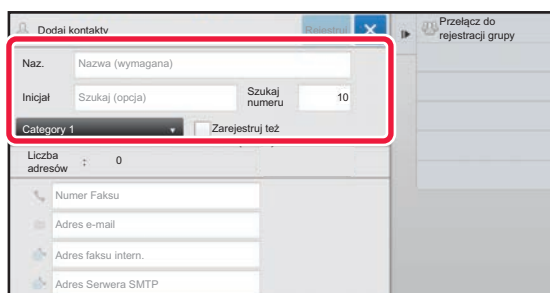 Dodaj kontakty
Rejestruj
Przełącz do
rejestracji grupy
Naz.
Nazwa (wymagana)
Inicjał
Szukaj (opcja)
Szukaj
numeru
10
Category 1
Zarejestruj też
Liczba
adresów
:
0
Numer Faksu
Adres e-mail
Adres faksu intern.
Adres Serwera SMTP